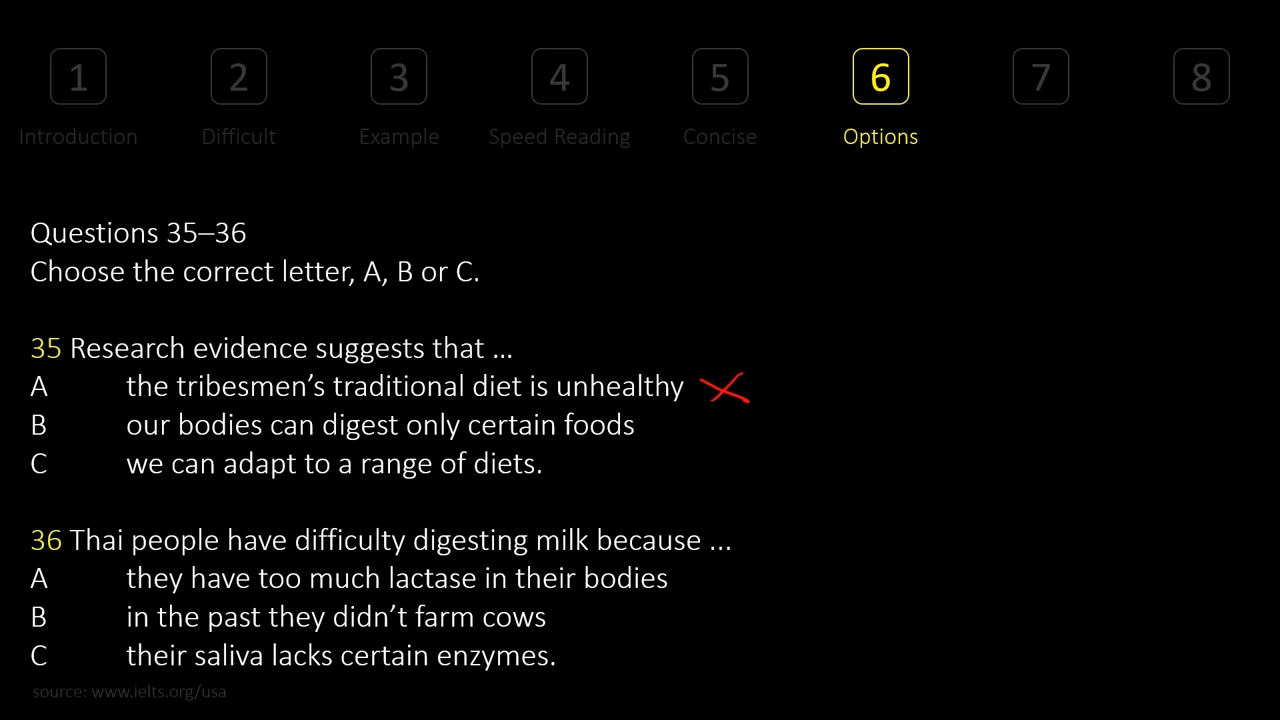 1 2 3 4 5 6 7 8
Introduction Difficult Example Speed Reading Concise Options
Questions 35–36
Choose the correct letter, A, B or C.
35 Research evidence suggests that ...
A the tribesmen’s traditional diet is unhealthy
B our bodies can digest only certain foods
C we can adapt to a range of diets.
36 Thai people have difficulty digesting milk because ...
A they have too much lactase in their bodies
B in the past they didn’t farm cows
C their saliva lacks certain enzymes.
source: www.ielts.org/usa